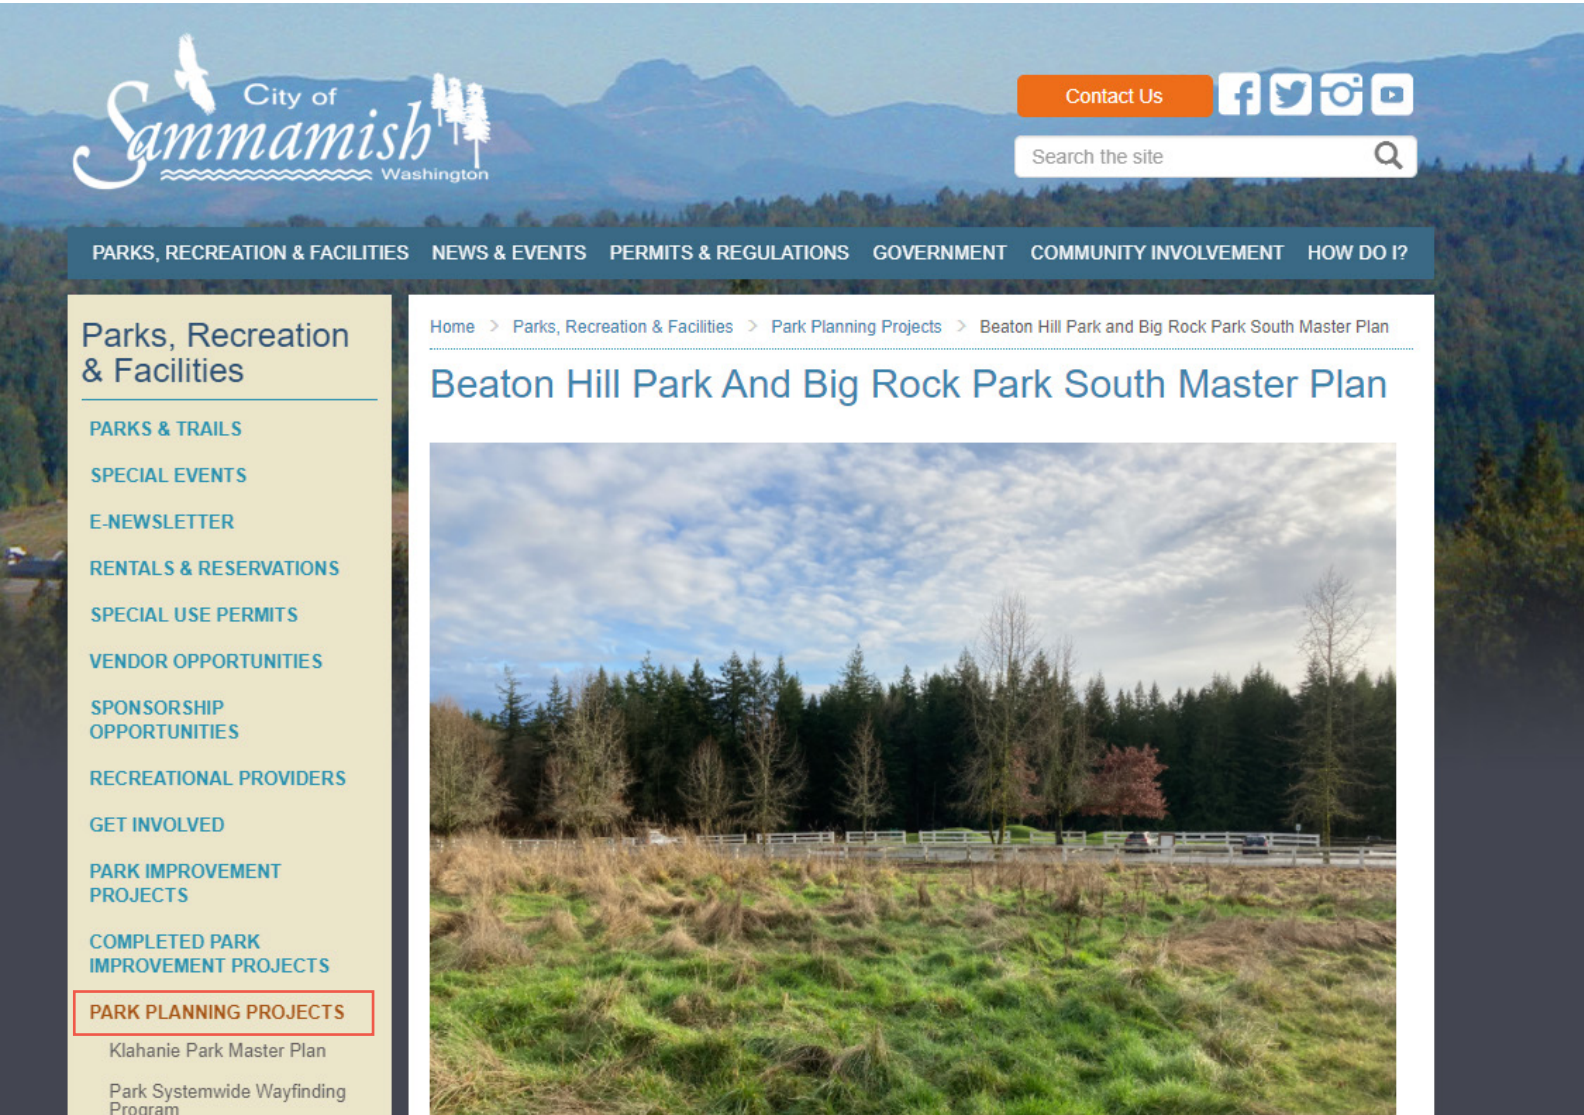 City of
Sammamish
Washington
Contact Us
Search the site
PARKS, RECREATION & FACILITIES NEWS & EVENTS PERMITS & REGULATIONS GOVERNMENT COMMUNITY INVOLVEMENT HOW DO I?
Parks, Recreation
& Facilities
PARKS & TRAILS
SPECIAL EVENTS
E-NEWSLETTER
RENTALS & RESERVATIONS
SPECIAL USE PERMITS
VENDOR OPPORTUNITIES
SPONSORSHIP
OPPORTUNITIES
RECREATIONAL PROVIDERS
GET INVOLVED
PARK IMPROVEMENT
PROJECTS
COMPLETED PARK
IMPROVEMENT PROJECTS
PARK PLANNING PROJECTS
Klahanie Park Master Plan
Park Systemwide Wayfinding
Program
Home > Parks, Recreation & Facilities > Park Planning Projects > Beaton Hill Park and Big Rock Park South Master Plan
Beaton Hill Park And Big Rock Park South Master Plan